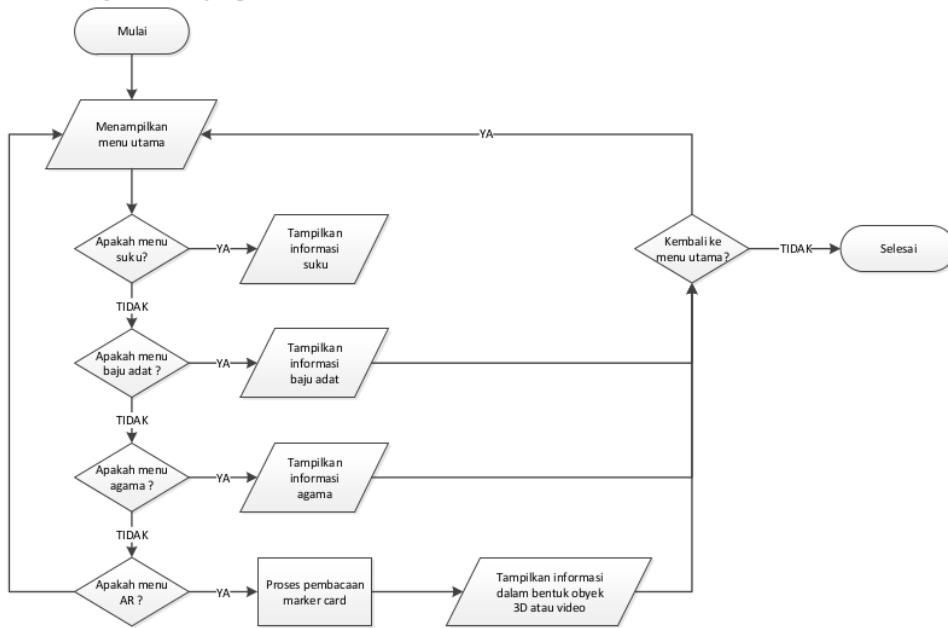 Mulai
Menampilkan
menu utama
YA
Apakah menu
suku?
YA
Tampilkan
informasi
suku
Kembali ke
menu utama?
TIDAK
Selesai
TIDAK
Apakah menu
baju adat ?
YA
Tampilkan
informasi
baju adat
TIDAK
Apakah menu
agama ?
YA
Tampilkan
informasi
agama
TIDAK
Apakah menu
AR ?
YA
Proses pembacaan
marker card
Tampilkan informasi
dalam bentuk obyek
3D atau video